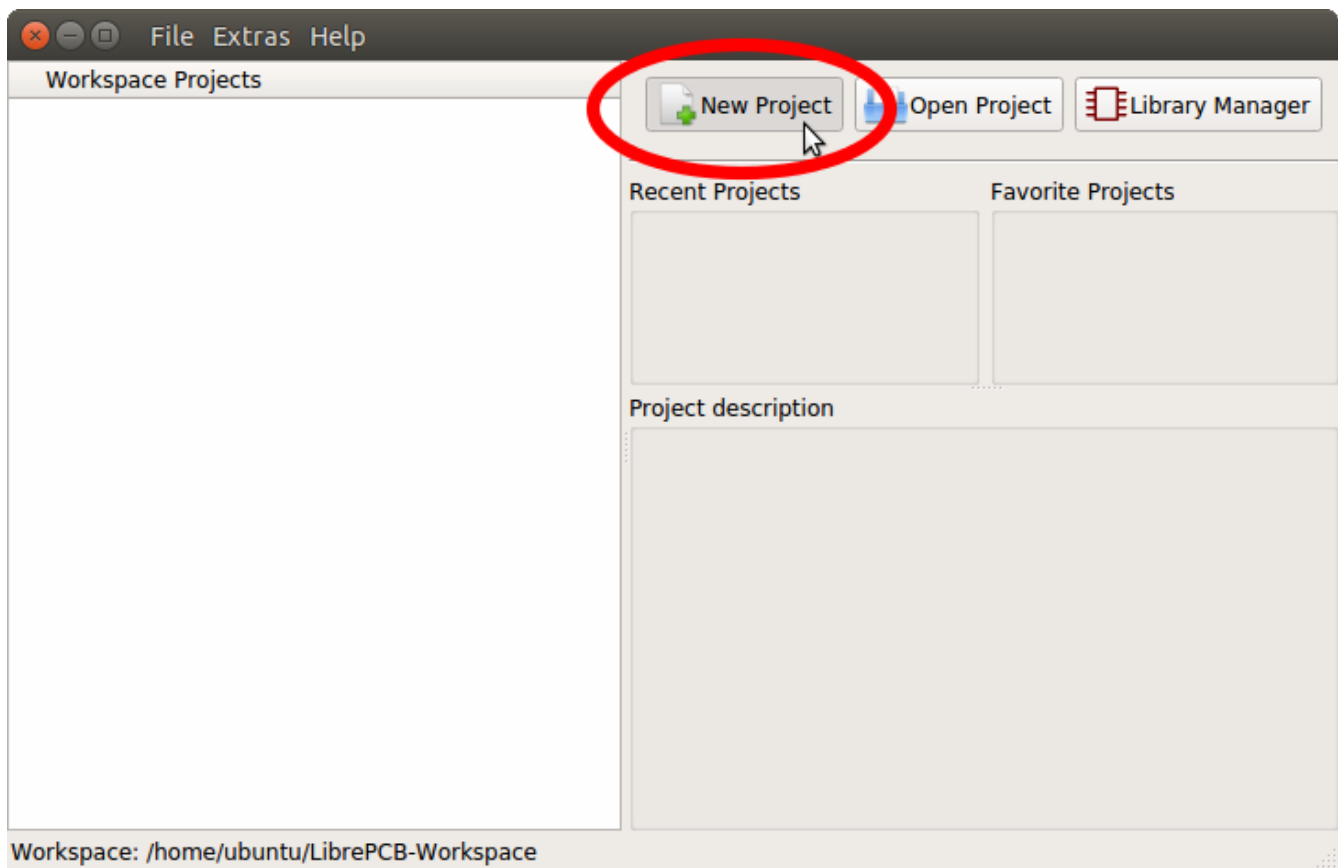 File Extras Help
Workspace Projects
New Project Open Project Library Manager
Recent Projects Favorite Projects
Project description
Workspace: /home/ubuntu/LibrePCB-Workspace